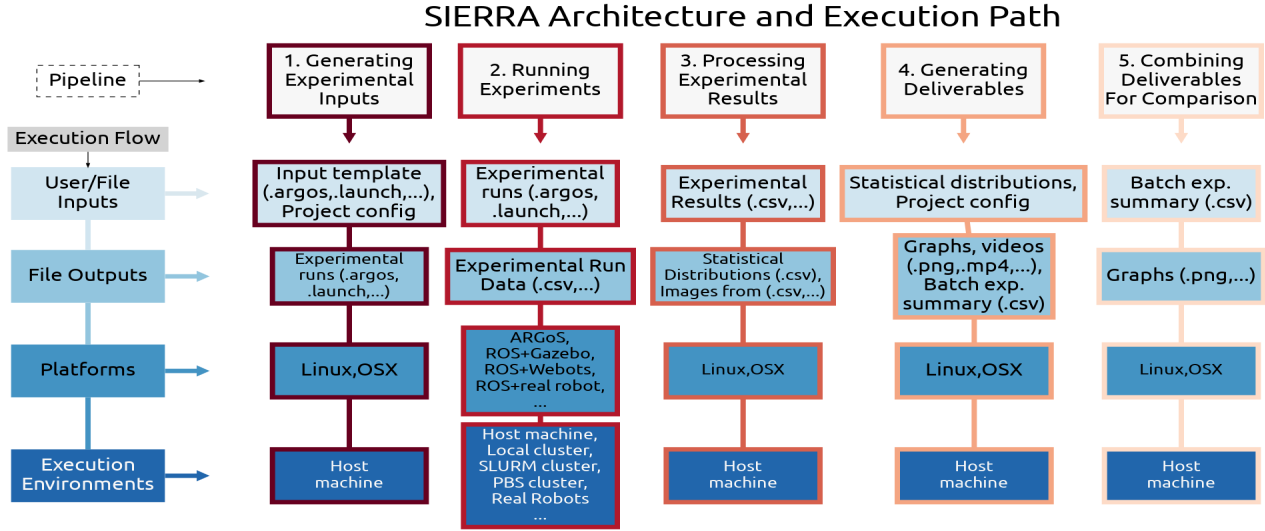 SIERRA Architecture and Execution Path
Pipeline
1. Generating
Experimental
Inputs
2. Running
Experiments
3. Processing
Experimental
Results
4. Generating
Deliverables
5. Combining
Deliverables
For Comparison
Execution Flow
User/File
Inputs
Input template
(.argos,.launch,...),
Project config
Experimental
runs (.argos,
.launch,...)
Experimental
Results (.csv,...)
Statistical distributions,
Project config
Batch exp.
summary (.csv)
File Outputs
Experimental
runs (.argos,
.launch,...)
Experimental Run
Data (.csv,...)
Statistical
Distributions (.csv),
Images from (.csv,...)
Graphs, videos
(.png,.mp4,...),
Batch exp.
summary (.csv)
Graphs (.png,...)
Platforms
Linux,OSX
ARGoS,
ROS+Gazebo,
ROS+Webots,
ROS+real robot,
...
Linux,OSX
Linux,OSX
Linux,OSX
Execution
Environments
Host
machine
Host machine,
Local cluster,
SLURM cluster,
PBS cluster,
Real Robots
...
Host
machine
Host
machine
Host
machine